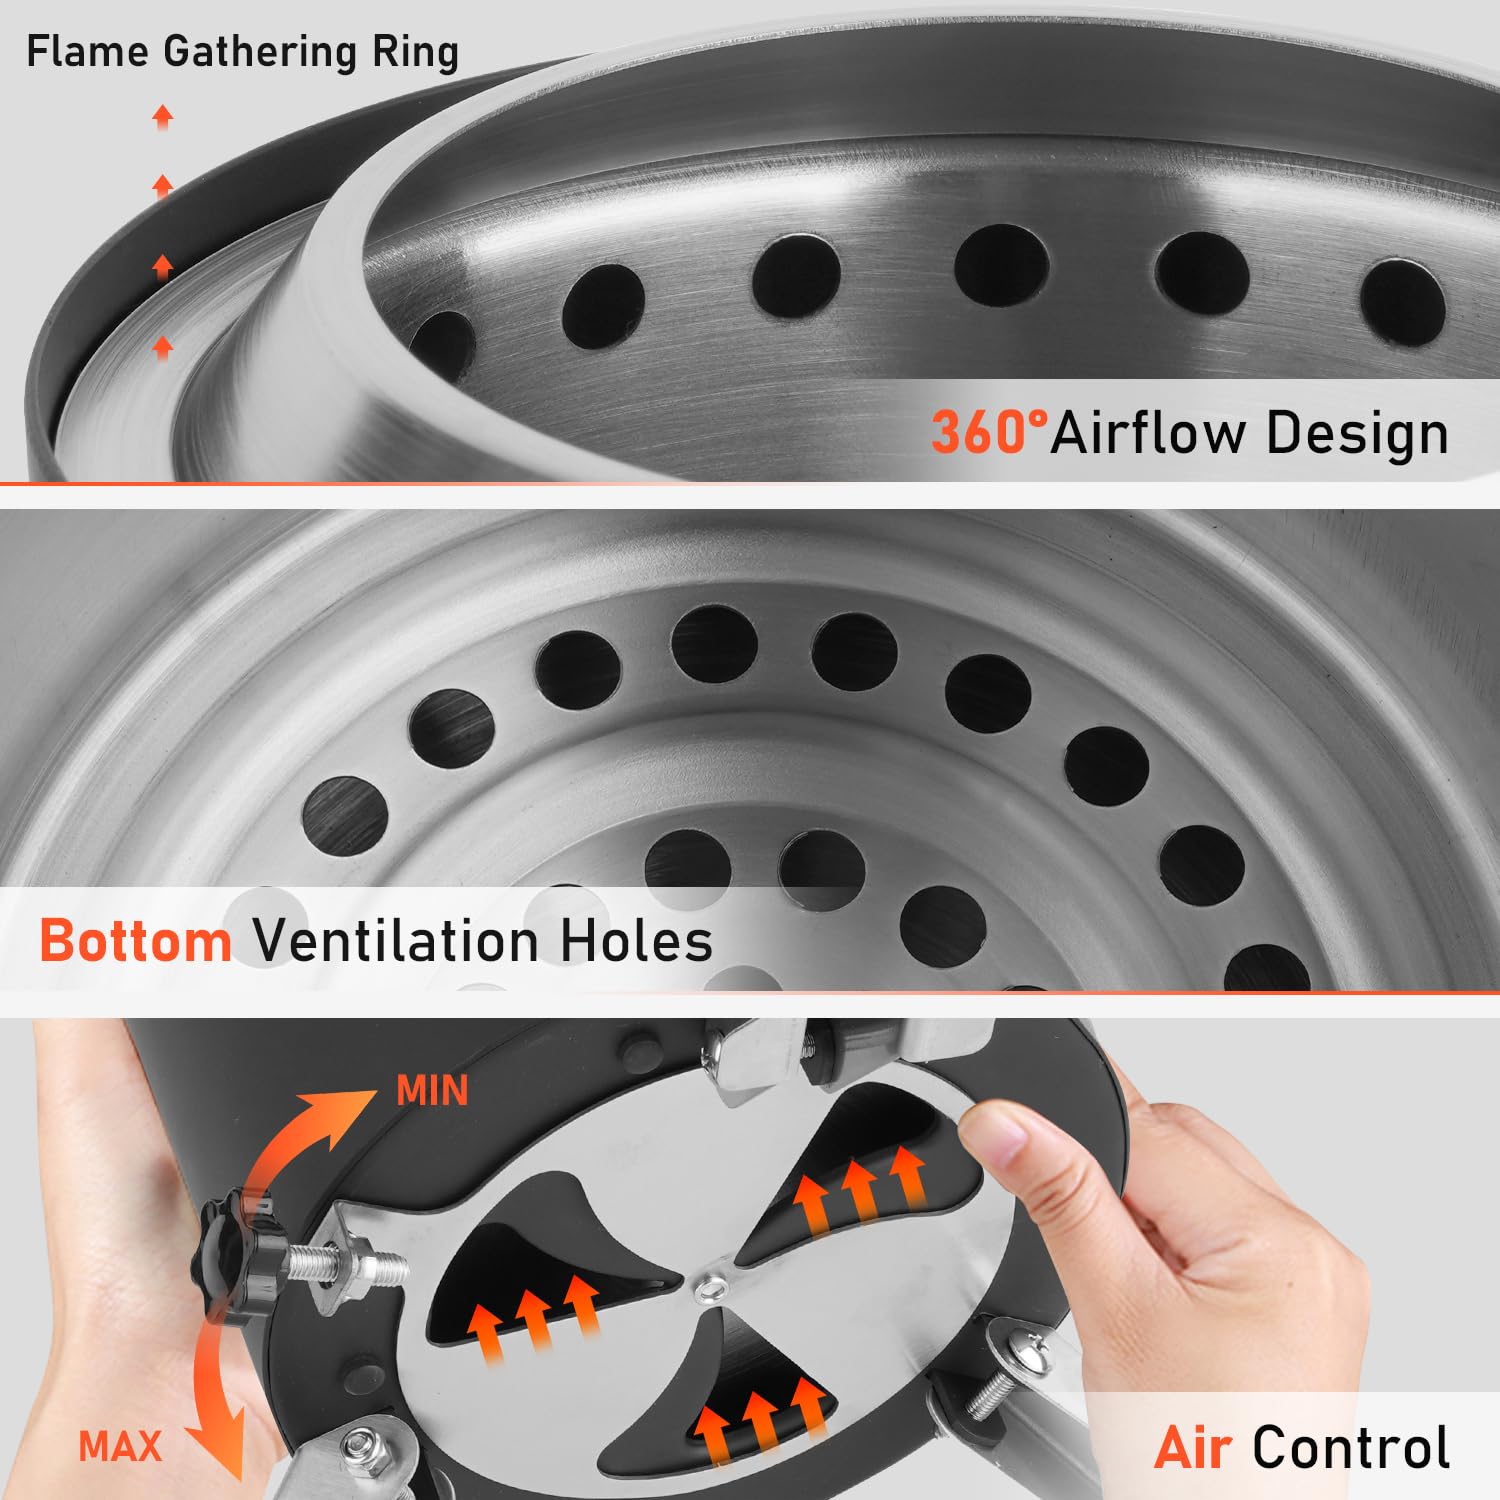 Flame Gathering Ring
360°Airflow Design
Bottom Ventilation Holes
MIN
MAX
Air Control